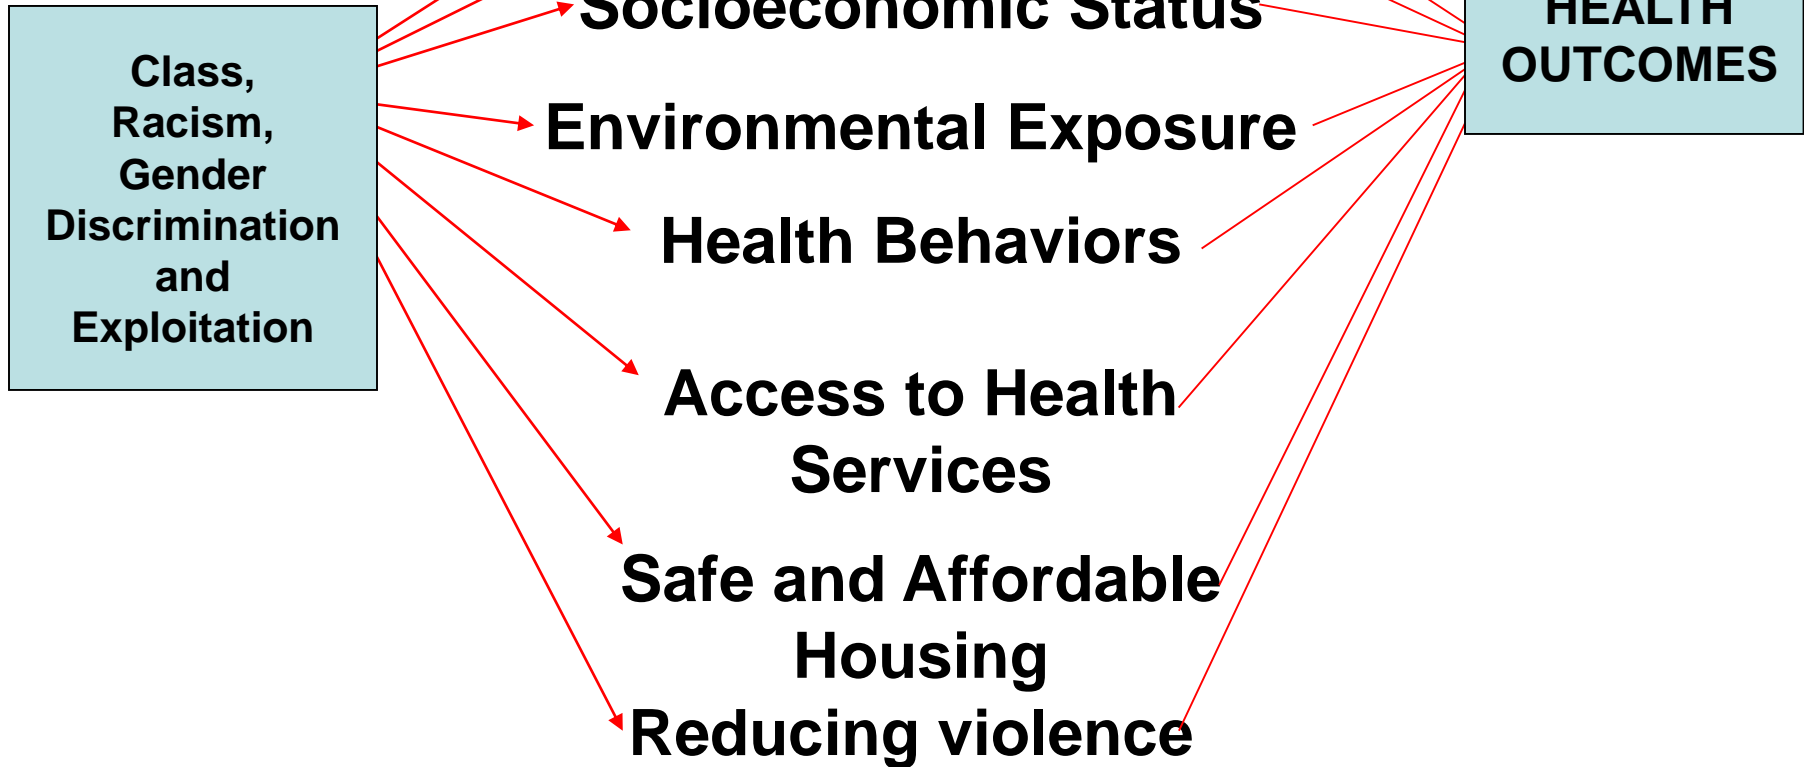 Class,
Racism,
Gender
Discrimination
and
Exploitation
Socioeconomic Status
Environmental Exposure
Health Behaviors
Access to Health
Services
Safe and Affordable
Housing
Reducing violence
HEALTH
OUTCOMES